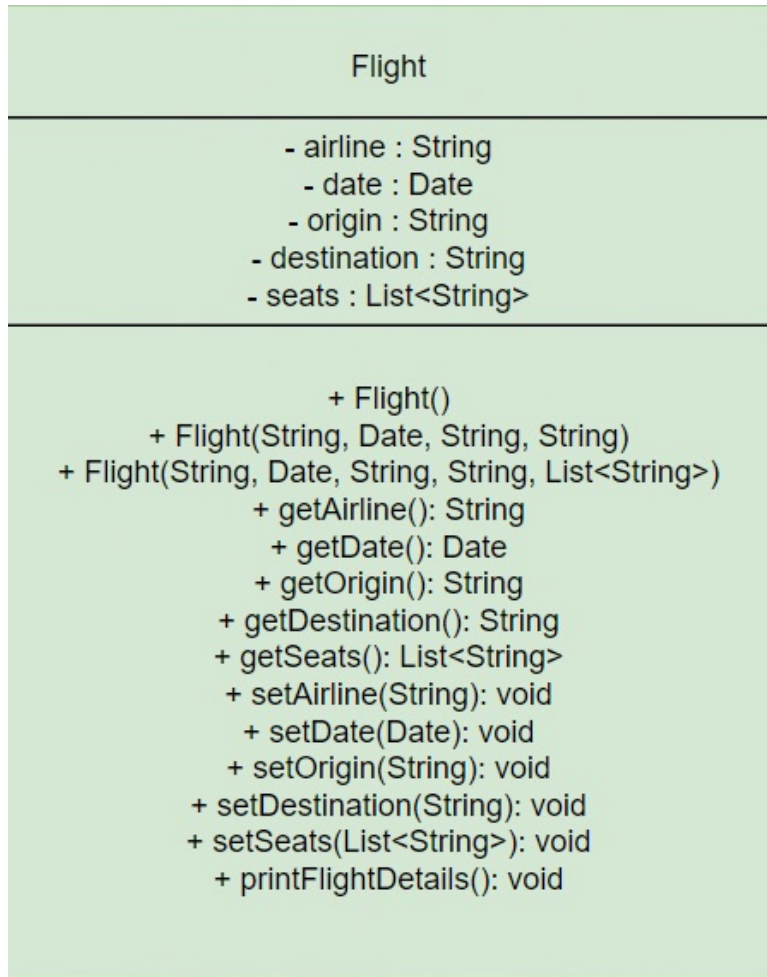 Flight
- airline : String
- date : Date
- origin : String
- destination : String
- seats : List<String>
+ Flight()
+ Flight(String, Date, String, String)
+ Flight(String, Date, String, String, List<String>)
+ getAirline(): String
+ getDate(): Date
+ getOrigin(): String
+ getDestination(): String
+ getSeats(): List<String>
+ setAirline(String): void
+ setDate(Date): void
+ setOrigin(String): void
+ setDestination(String): void
+ setSeats(List<String>): void
+ printFlightDetails(): void